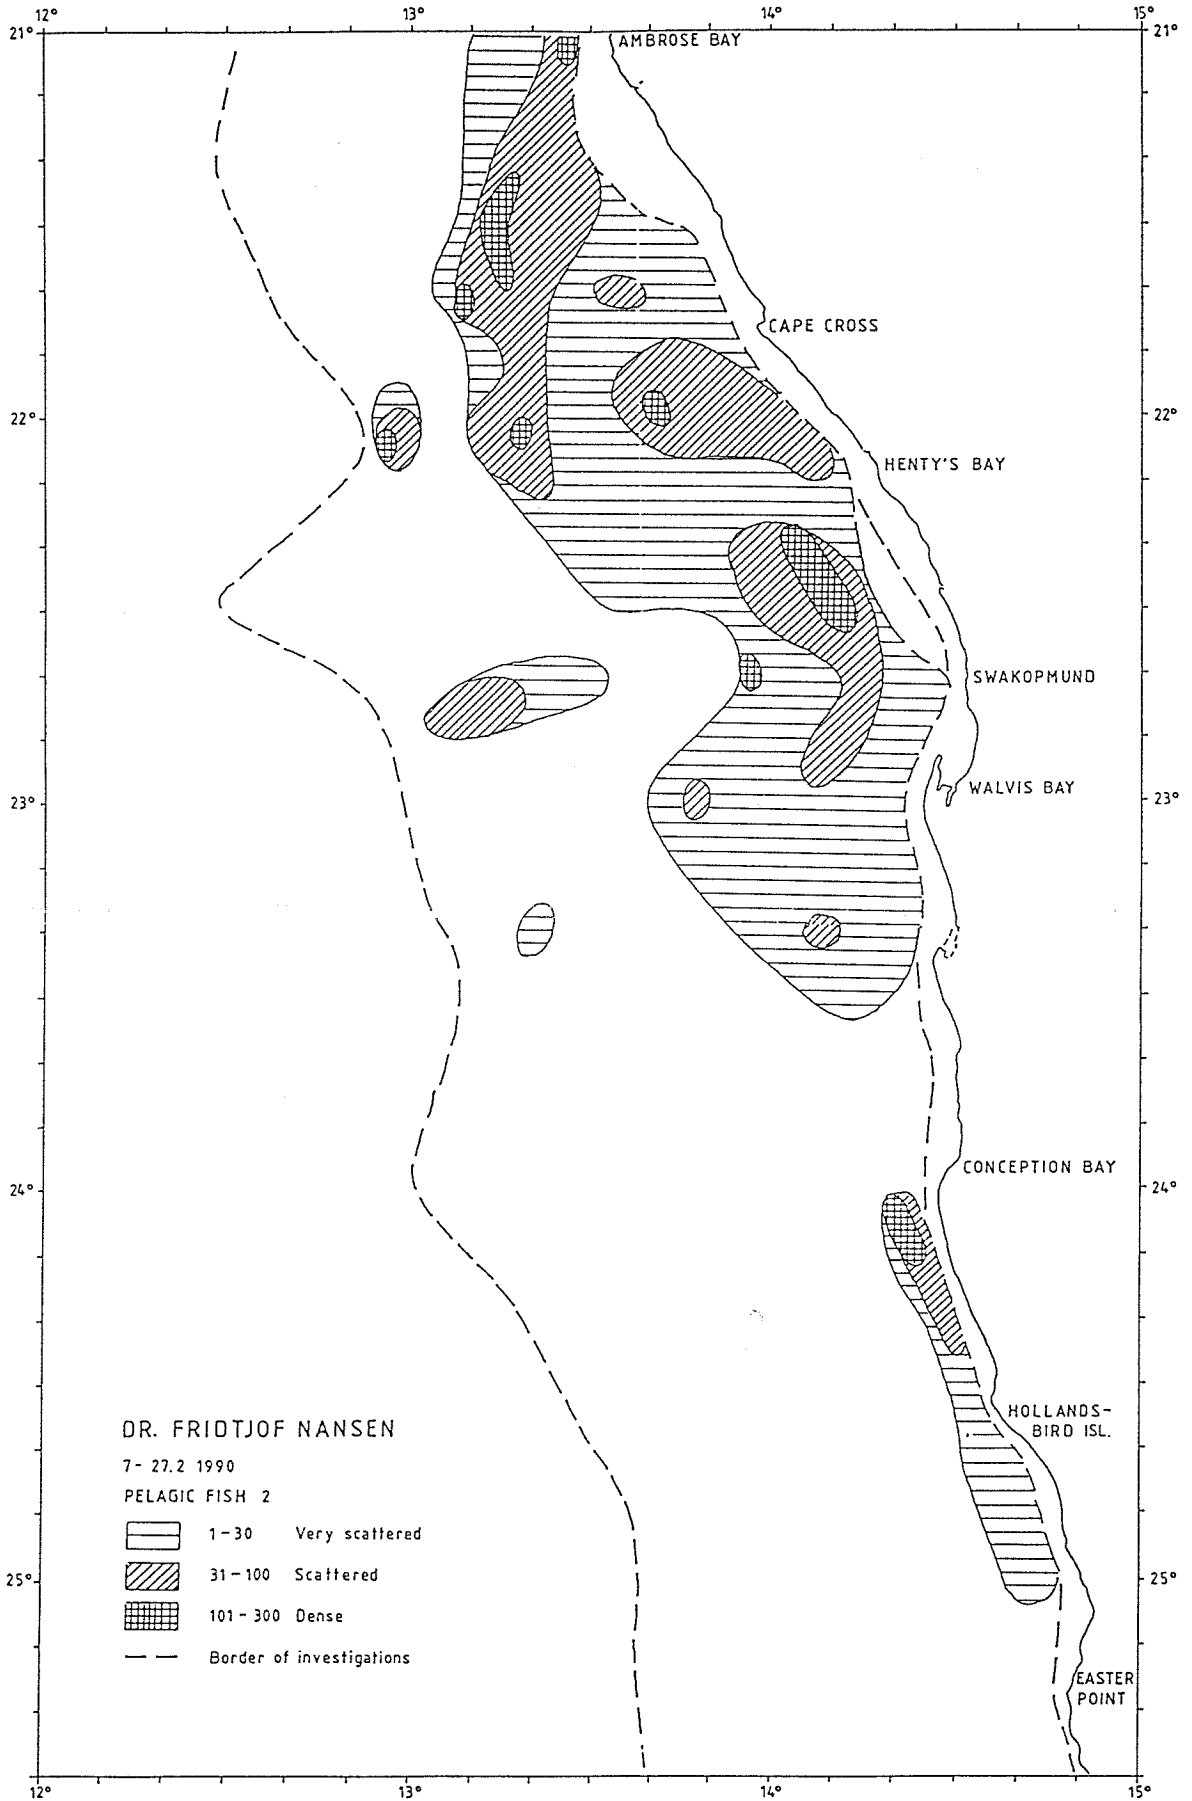 12° 13° 14° 15°
21° 21°
AMBROSE BAY
CAPE CROSS
22° 22°
HENTY'S BAY
SWAKOPMUND
WALVIS BAY
23° 23°
CONCEPTION BAY
24° 24°
HOLLANDS-
BIRD ISL.
DR. FRIDTJOF NANSEN
7-27.2 1990
PELAGIC FISH 2
1-30 Very scattered
31-100 Scattered
101-300 Dense
Border of investigations
25° 25°
EASTER
POINT
12° 13° 14° 15°